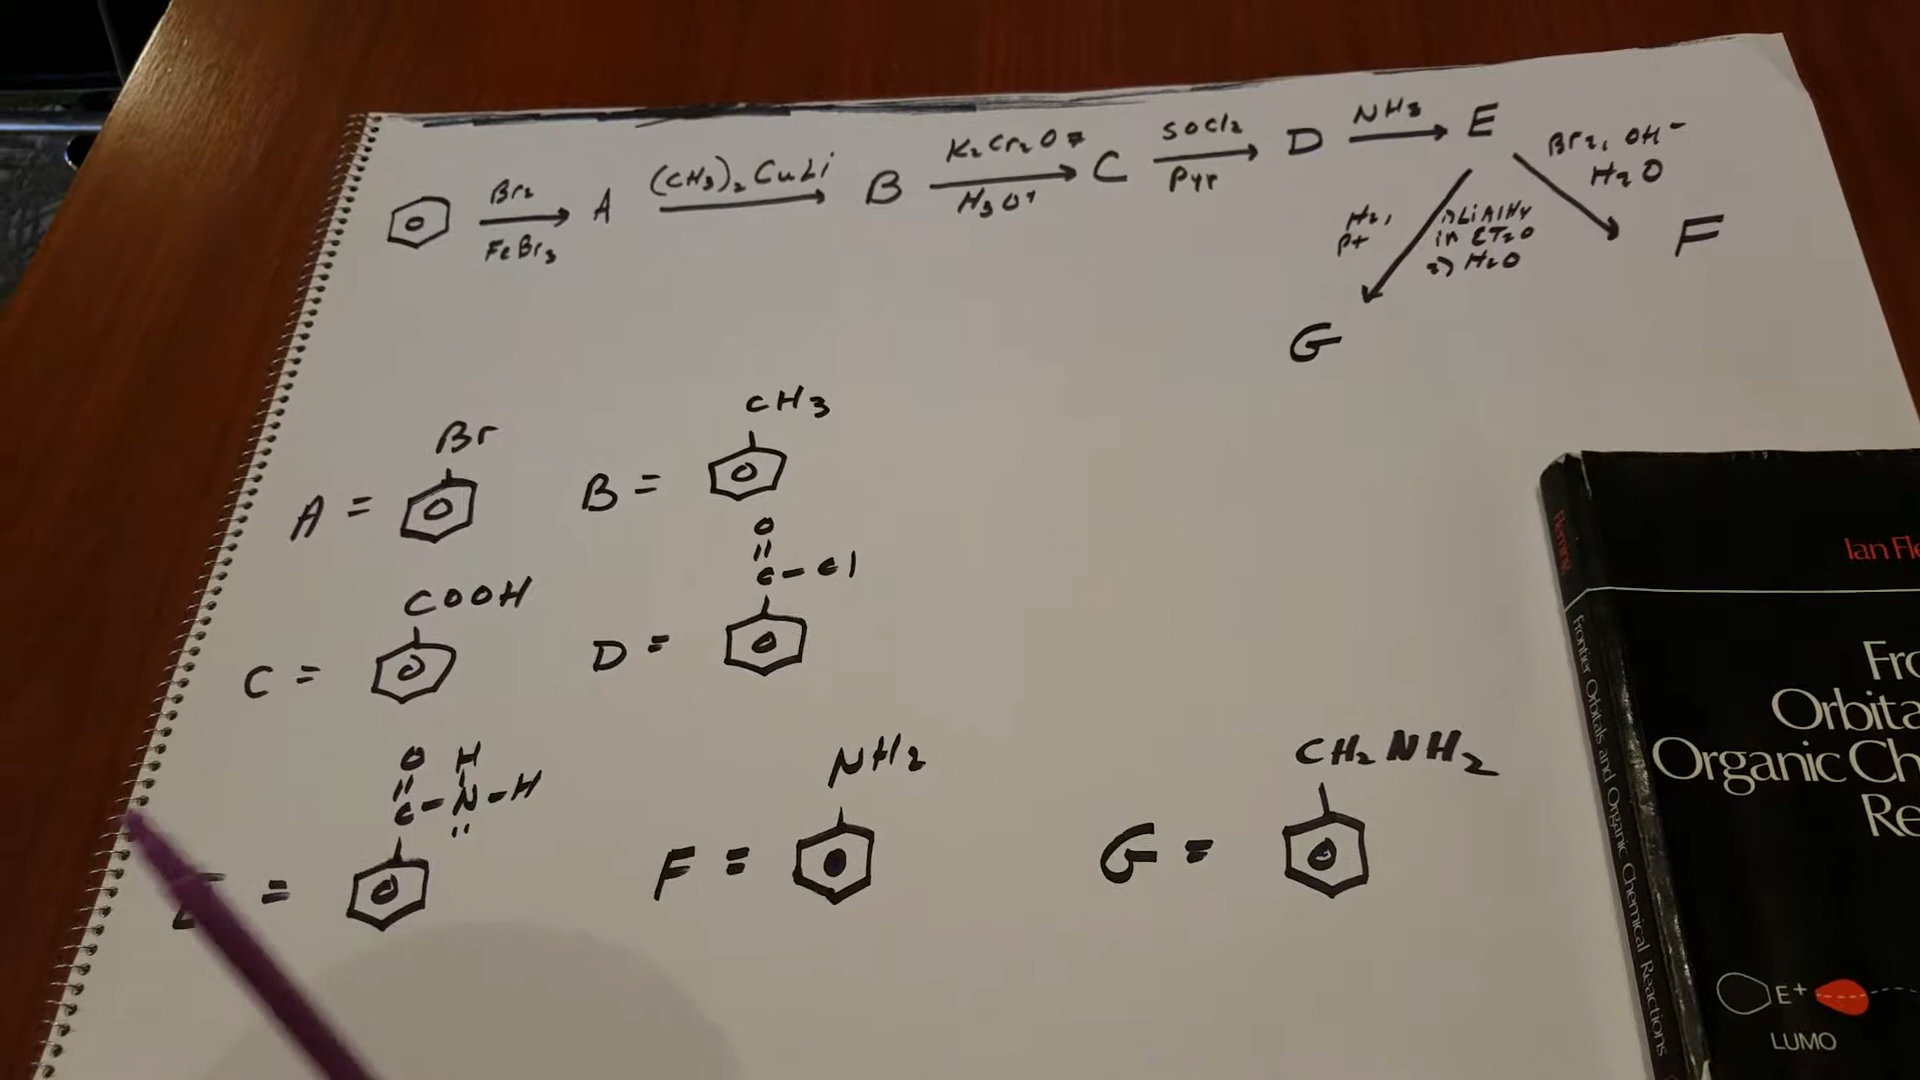 Br2
FeBr3
A
(CH3)2CuLi
B
K2Cr2O7
H3O+
C
SOCl2
Pyr
D
NH3
E
Br2, OH-
H2O
F
H2,
Pt
1) LiAlH4
in ET2O
2) H2O
G
A =
Br
B =
CH3
C =
COOH
D =
O
C-Cl
E =
O H
C-N-H
F =
NH2
G =
CH2NH2
Fleming
Frontier Orbitals and Organic Chemical Reactions
Ian Fle
Fro
Orbita
Organic Ch
Re
E+
LUMO